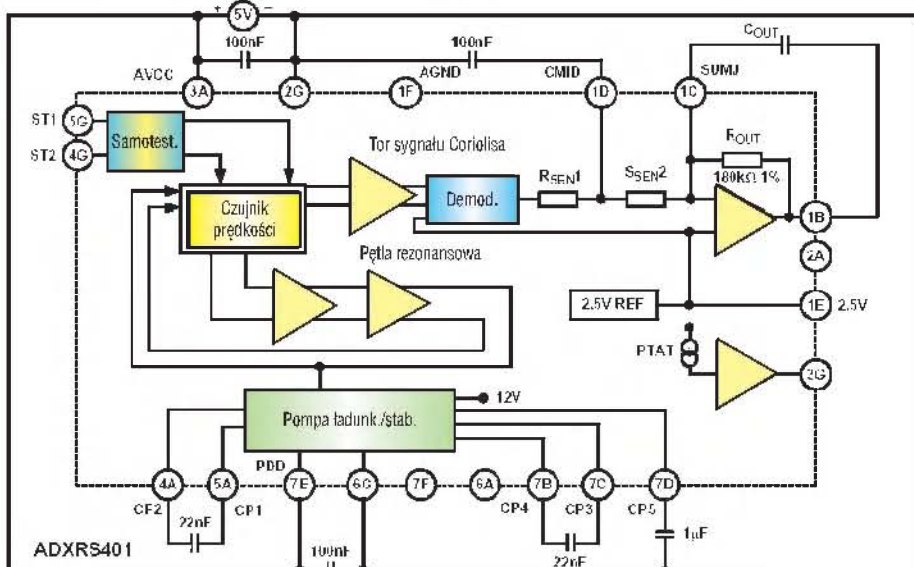 + 5V −
100nF
100nF
COUT
AVCC
AGND
CMID
SUMJ
3A
2G
1F
1D
1C
ST1
5G
ST2
4G
Samotest.
Tor sygnału Coriolisa
ROUT
180kΩ 1%
RSEN1
SSEN2
Czujnik
prędkości
Demod.
1B
2A
Pętla rezonansowa
2.5V REF
1E
2.5V
PTAT
3G
12V
Pompa ładunk./stab.
PDD
4A
5A
7E
6G
7F
6A
7B
7C
7D
CF2
CP1
CP4
CP3
CP5
22nF
100nF
22nF
1µF
ADXRS401